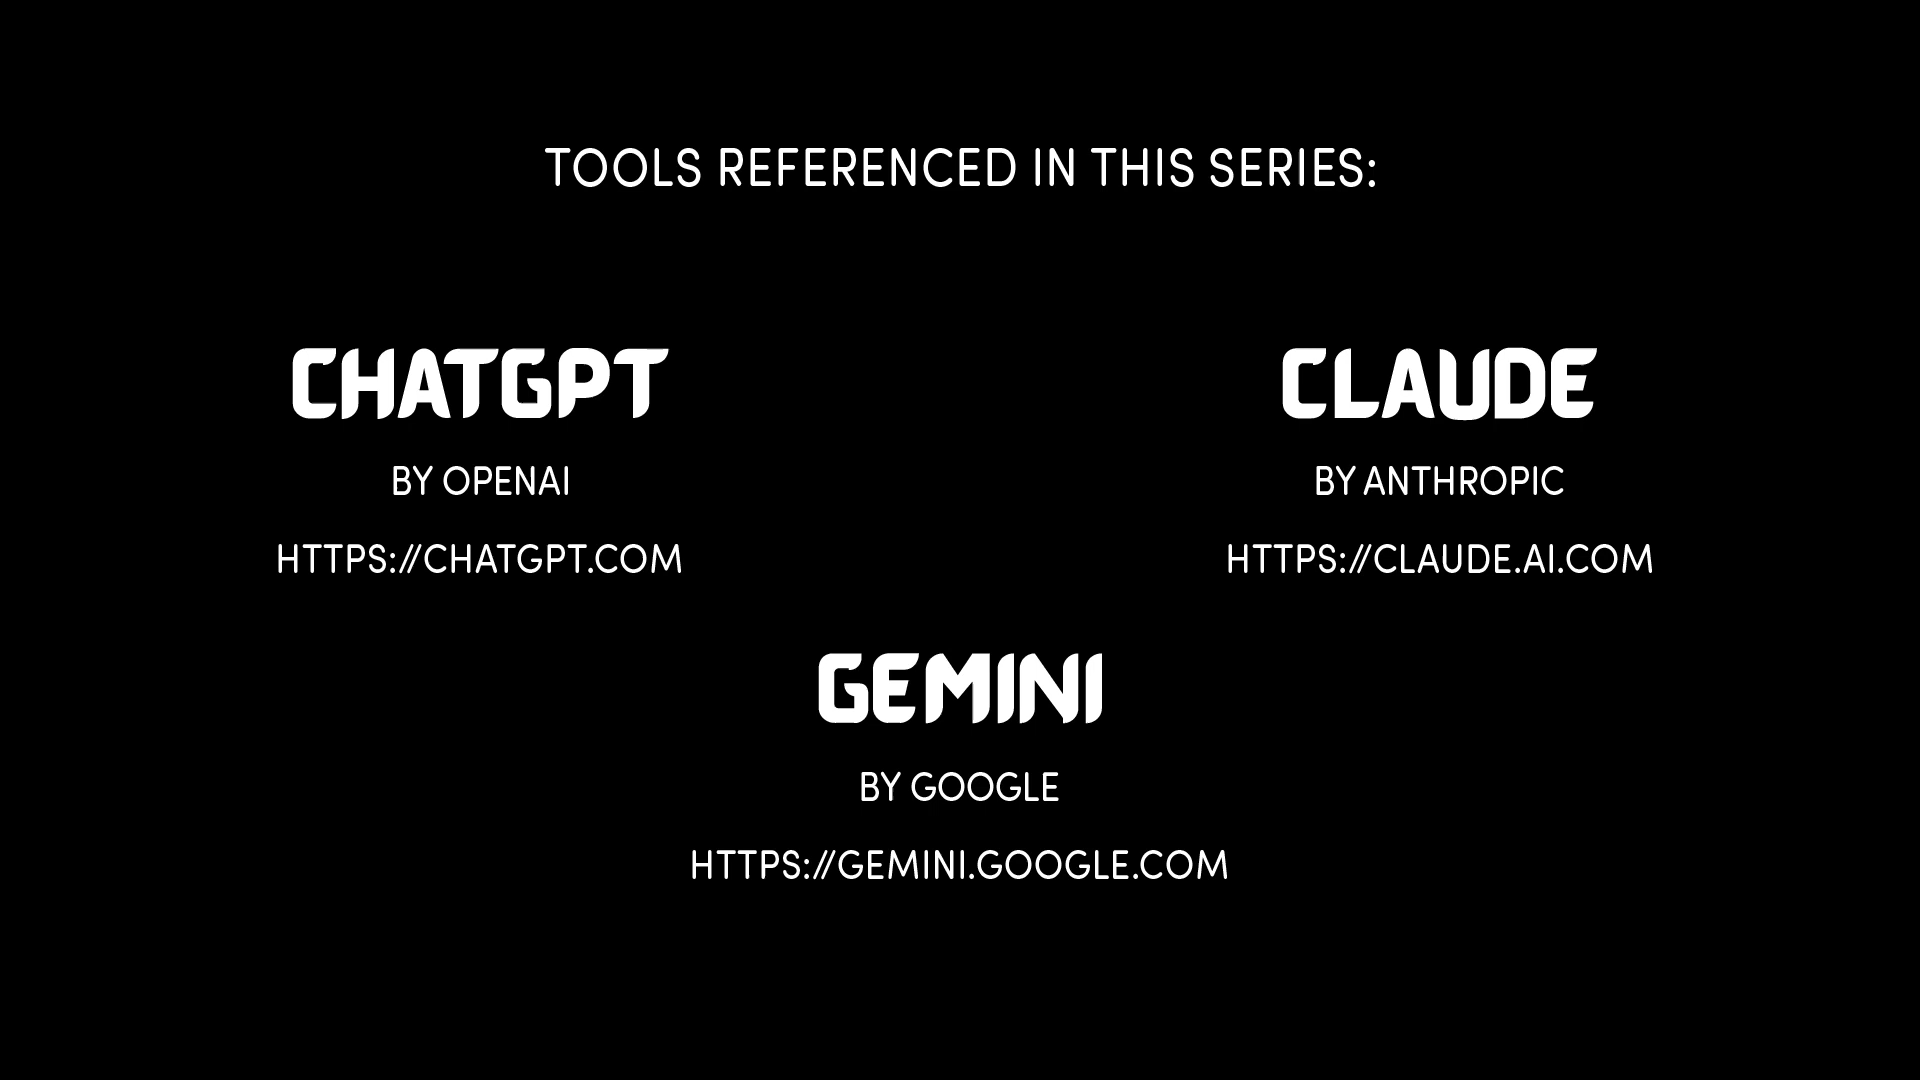 TOOLS REFERENCED IN THIS SERIES:
CHATGPT
BY OPENAI
HTTPS://CHATGPT.COM
CLAUDE
BY ANTHROPIC
HTTPS://CLAUDE.AI.COM
GEMINI
BY GOOGLE
HTTPS://GEMINI.GOOGLE.COM